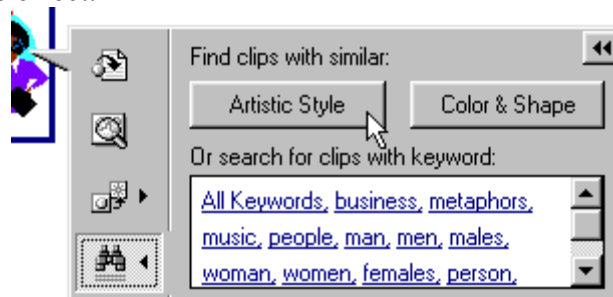 Find clips with similar:
Artistic Style
Color & Shape
Or search for clips with keyword:
All Keywords, business, metaphors,
music, people, man, men, males,
woman, women, females, person,